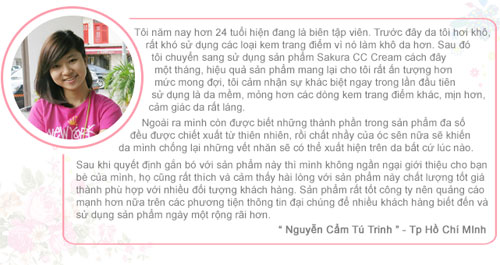 Tôi năm nay hơn 24 tuổi hiện đang là biên tập viên. Trước đây da tôi hơi khô,
rất khó sử dụng các loại kem trang điểm vì nó làm khô da hơn. Sau đó
tôi chuyển sang sử dụng sản phẩm Sakura CC Cream cách đây
một tháng, hiệu quả sản phẩm mang lại cho tôi rất ấn tượng hơn
mức mong đợi, tôi cảm nhận sự khác biệt ngay trong lần đầu tiên
sử dụng là da mềm, mỏng hơn các dòng kem trang điểm khác, mịn hơn,
cảm giác da rất láng.
Ngoài ra mình còn được biết những thành phần trong sản phẩm đa số
đều được chiết xuất từ thiên nhiên, rồi chất nhầy của óc sên nữa sẽ khiến
da mình chống lại những vết nhăn sẽ có thể xuất hiện trên da bất cứ lúc nào.
Sau khi quyết định gắn bó với sản phẩm này thì mình không ngần ngại giới thiệu cho bạn
bè của mình, họ cũng rất thích và cảm thấy hài lòng với sản phẩm này chất lượng tốt giá
thành phù hợp với nhiều đối tượng khách hàng. Sản phẩm rất tốt công ty nên quảng cáo
mạnh hơn nữa trên các phương tiện thông tin đại chúng để nhiều khách hàng biết đến và
sử dụng sản phẩm ngày một rộng rãi hơn.
“ Nguyễn Cẩm Tú Trinh ” - Tp Hồ Chí MInh